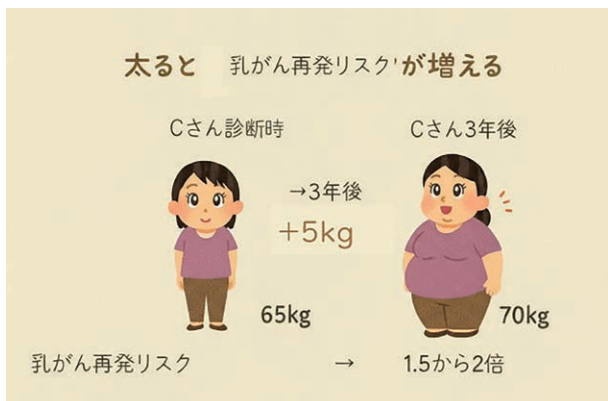 太ると 乳がん再発リスク'が増える
Cさん診断時
Cさん3年後
→3年後
+5kg
65kg
70kg
乳がん再発リスク → 1.5から2倍